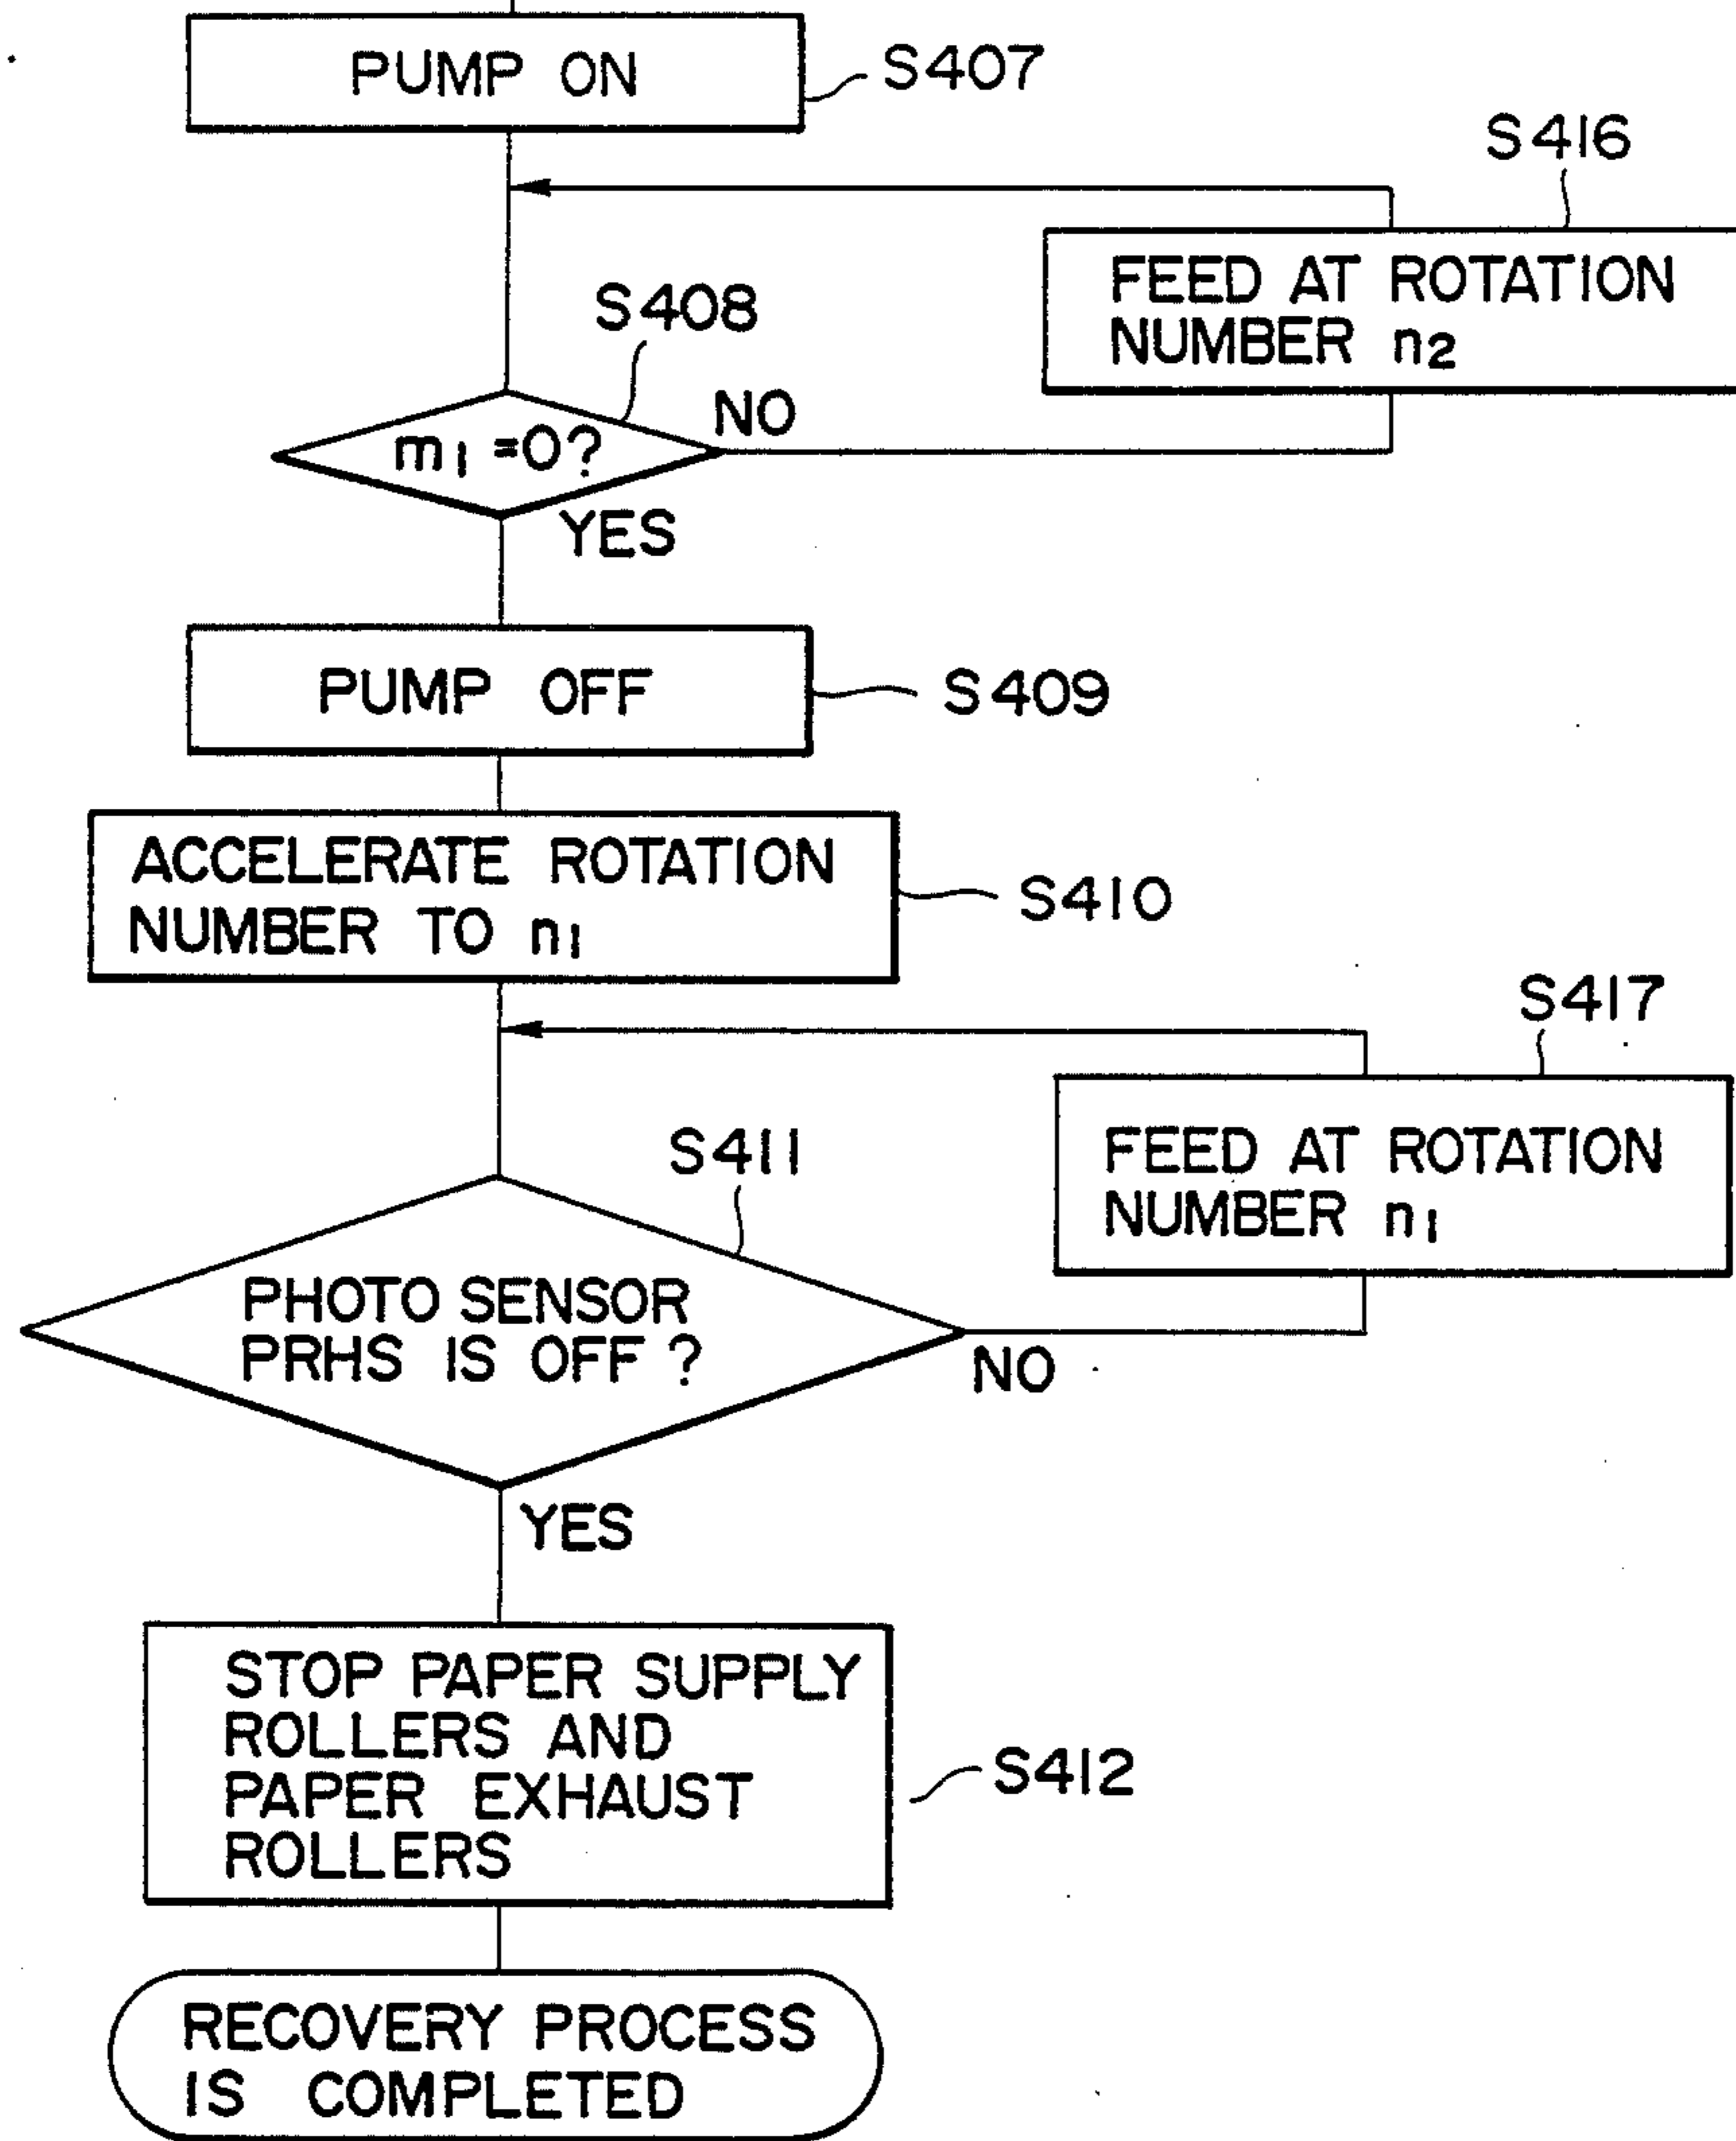 PUMP ON
S407
S416
FEED AT ROTATION
NUMBER n2
S408
m1 =0?
NO
YES
PUMP OFF
S409
ACCELERATE ROTATION
NUMBER TO n1
S410
S417
FEED AT ROTATION
NUMBER n1
S411
PHOTO SENSOR
PRHS IS OFF ?
NO
YES
STOP PAPER SUPPLY
ROLLERS AND
PAPER EXHAUST
ROLLERS
S412
RECOVERY PROCESS
IS COMPLETED